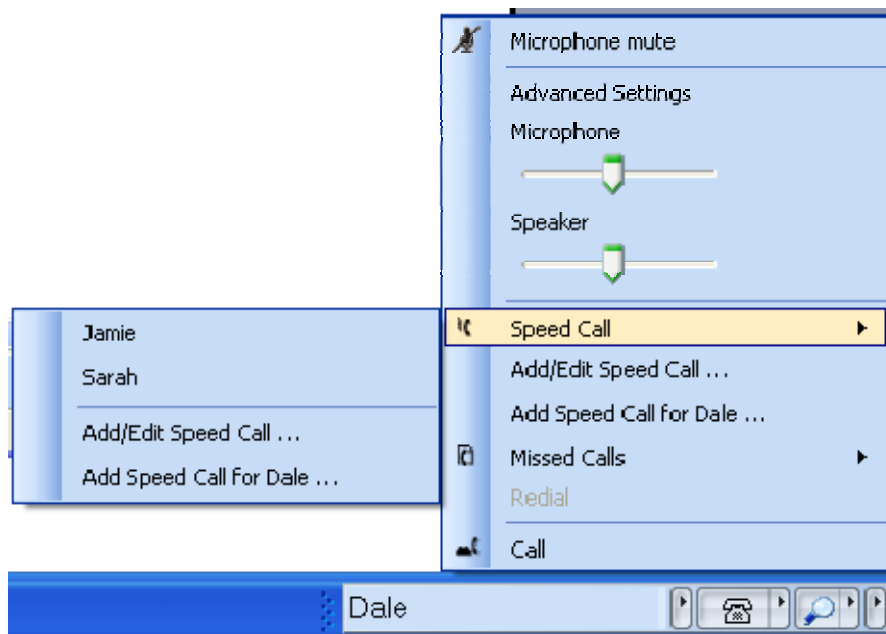 Microphone mute
Advanced Settings
Microphone
Speaker
Speed Call
Add/Edit Speed Call ...
Add Speed Call for Dale ...
Missed Calls
Redial
Call
Jamie
Sarah
Add/Edit Speed Call ...
Add Speed Call for Dale ...
Dale